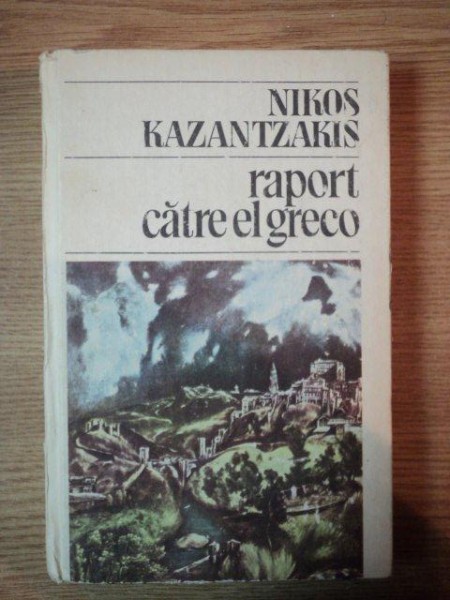 NIKOS
KAZANTZAKIS
raport
către el greco